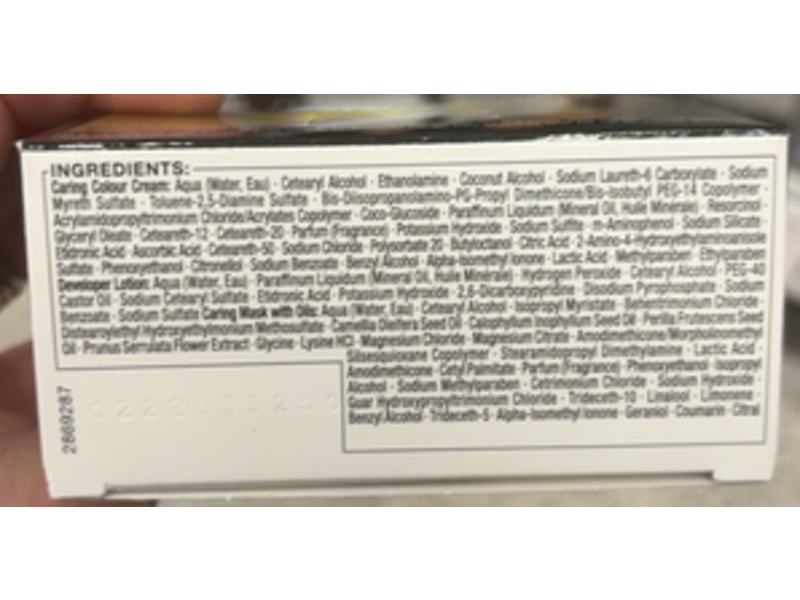 INGREDIENTS:
Caring Colour Cream: Aqua (Water, Eau) · Cetearyl Alcohol · Ethanolamine · Coconut Alcohol · Sodium Laureth-6 Carboxylate · Sodium
Myreth Sulfate · Toluene-2,5-Diamine Sulfate · Bis-Diisopropanolamino-PG-Propyl Dimethicone/Bis-Isobutyl PEG-14 Copolymer ·
Acrylamidopropyltrimonium Chloride/Acrylates Copolymer · Coco-Glucoside · Paraffinum Liquidum (Mineral Oil, Huile Minérale) · Resorcinol ·
Glyceryl Oleate · Ceteareth-12 · Ceteareth-20 · Parfum (Fragrance) · Potassium Hydroxide · Sodium Sulfite · m-Aminophenol · Sodium Silicate ·
Etidronic Acid · Ascorbic Acid · Ceteareth-50 · Sodium Chloride · Polysorbate 20 · Butyloctanol · Citric Acid · 2-Amino-4-Hydroxyethylaminoanisole
Sulfate · Phenoxyethanol · Citronellol · Sodium Benzoate · Benzyl Alcohol · Alpha-Isomethyl Ionone · Lactic Acid · Methylparaben · Ethylparaben
Developer Lotion: Aqua (Water, Eau) · Paraffinum Liquidum (Mineral Oil, Huile Minérale) · Hydrogen Peroxide · Cetearyl Alcohol · PEG-40
Castor Oil · Sodium Cetearyl Sulfate · Etidronic Acid · Potassium Hydroxide · 2,6-Dicarboxypyridine · Disodium Pyrophosphate · Sodium
Benzoate · Sodium Sulfate Caring Mask with Oils: Aqua (Water, Eau) · Cetearyl Alcohol · Isopropyl Myristate · Behentrimonium Chloride ·
Distearoylethyl Hydroxyethylmonium Methosulfate · Camellia Oleifera Seed Oil · Calophyllum Inophyllum Seed Oil · Perilla Frutescens Seed
Oil · Prunus Serrulata Flower Extract · Glycine · Lysine HCl · Magnesium Chloride · Magnesium Citrate · Amodimethicone/Morpholinomethyl
Silsesquioxane Copolymer · Stearamidopropyl Dimethylamine · Lactic Acid ·
Amodimethicone · Cetyl Palmitate · Parfum (Fragrance) · Phenoxyethanol · Isopropyl
Alcohol · Sodium Methylparaben · Cetrimonium Chloride · Sodium Hydroxide ·
Guar Hydroxypropyltrimonium Chloride · Trideceth-10 · Linalool · Limonene ·
Benzyl Alcohol · Trideceth-5 · Alpha-Isomethyl Ionone · Geraniol · Coumarin · Citral
2869287